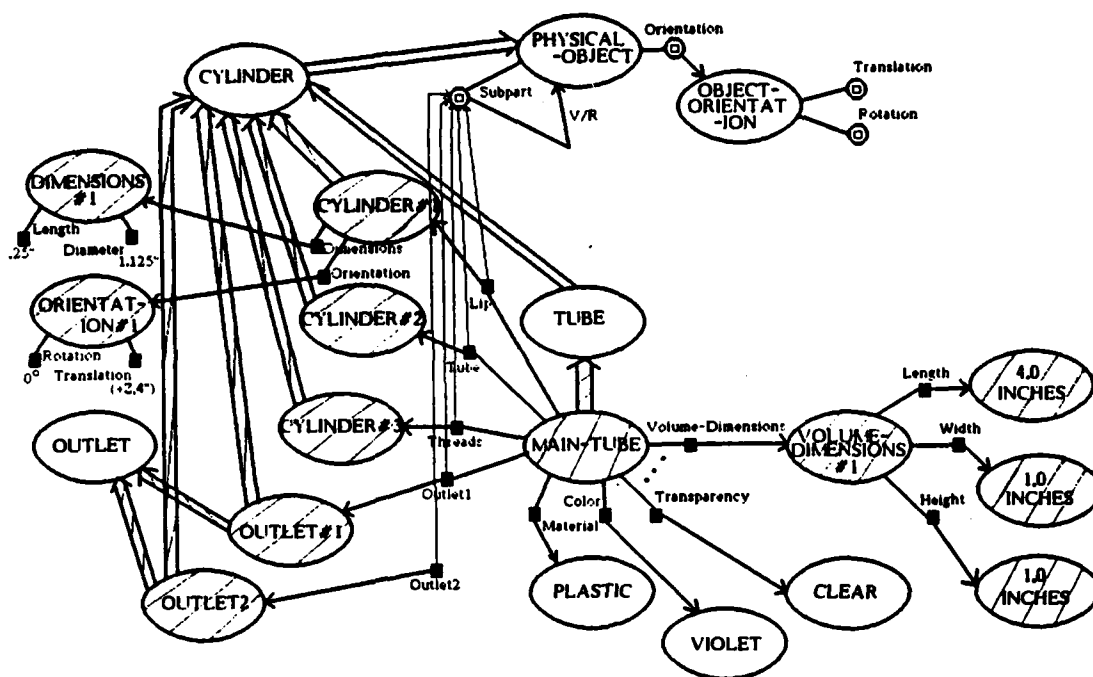 PHYSICAL
-OBJECT
Orientation
CYLINDER
Translation
Subpart
OBJECT-
ORIENTAT
-ION
V/R
Rotation
DIMENSIONS
#1
Length
.25"
Diameter
1.125"
CYLINDER#1
Dimensions
Orientation
ORIENTAT-
ION#1
Rotation
0°
Translation
(+2,4")
CYLINDER#2
Lip
TUBE
Tube
Length
4.0
INCHES
OUTLET
CYLINDER#3
Threads
MAIN-TUBE
Volume-Dimensions
VOLUME-
DIMENSIONS
#1
Width
1.0
INCHES
Outlet1
Color
Transparency
Height
OUTLET#1
Material
Outlet2
OUTLET2
PLASTIC
CLEAR
1.0
INCHES
VIOLET